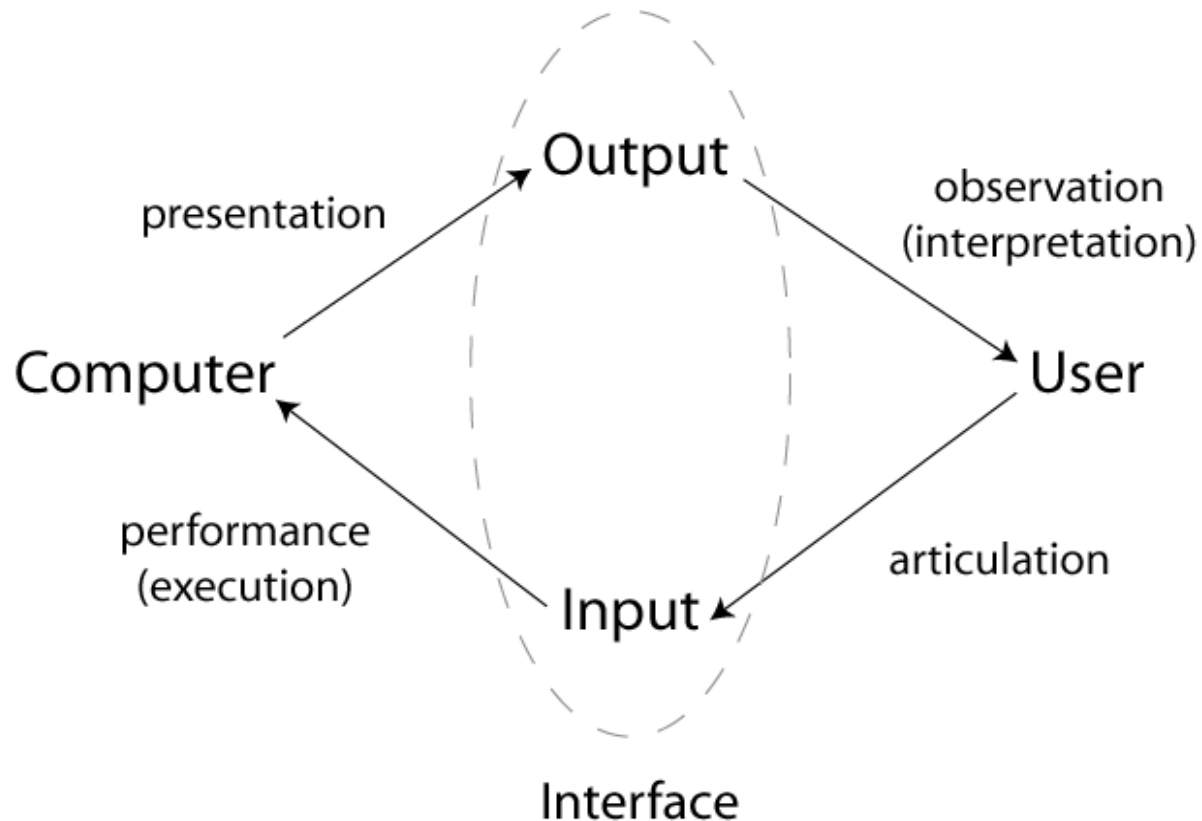 Output
observation
(interpretation)
presentation
Computer
User
performance
(execution)
articulation
Input
Interface